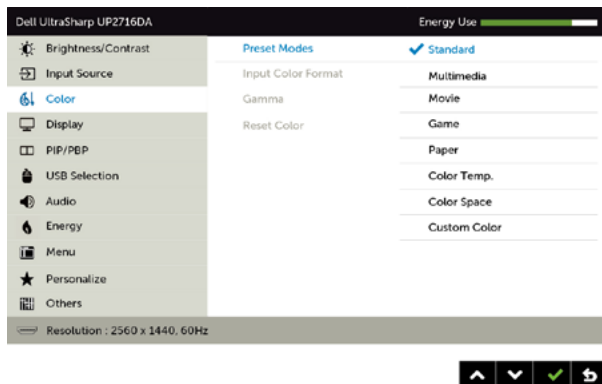 Dell UltraSharp UP2716DA
Energy Use
Brightness/Contrast
Input Source
Color
Display
PIP/PBP
USB Selection
Audio
Energy
Menu
Personalize
Others
Preset Modes
Input Color Format
Gamma
Reset Color
Standard
Multimedia
Movie
Game
Paper
Color Temp.
Color Space
Custom Color
Resolution : 2560 x 1440, 60Hz